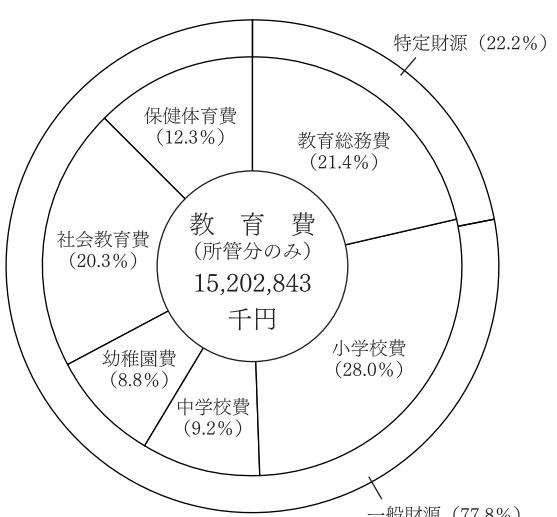 特定財源（22.2%）
保健体育費
（12.3%）
教育総務費
（21.4%）
教 育 費
（所管分のみ）
15,202,843
千円
社会教育費
（20.3%）
小学校費
（28.0%）
幼稚園費
（8.8%）
中学校費
（9.2%）
一般財源（77.8%）